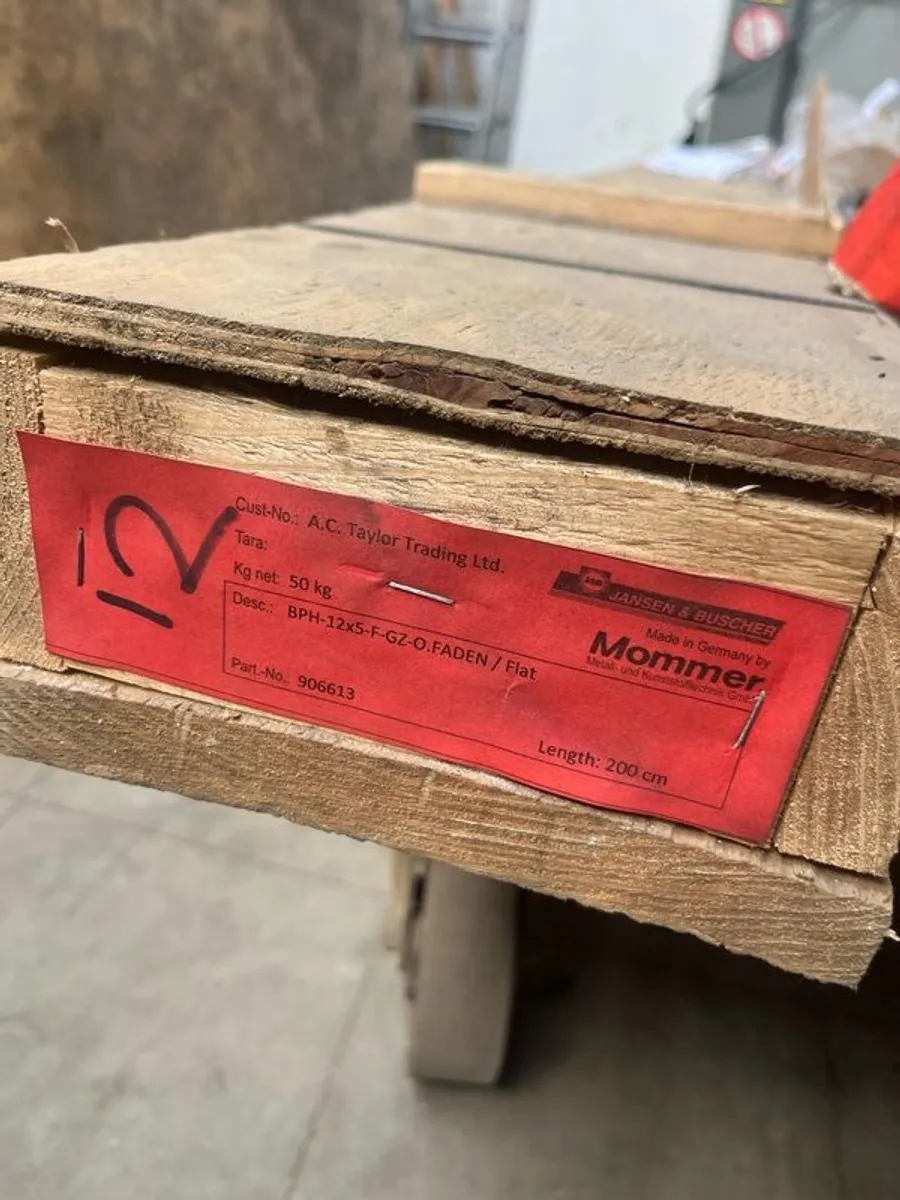 12
Cust-No.: A.C. Taylor Trading Ltd.
Tara:
Kg net: 50 kg
Desc.: BPH-12x5-F-GZ-O.FADEN / Flat
Part.-No.. 906613
Length: 200 cm
J&B
JANSEN & BUSCHER
Made in Germany by
Mommer
Metall- und Kunststofftechnik GmbH